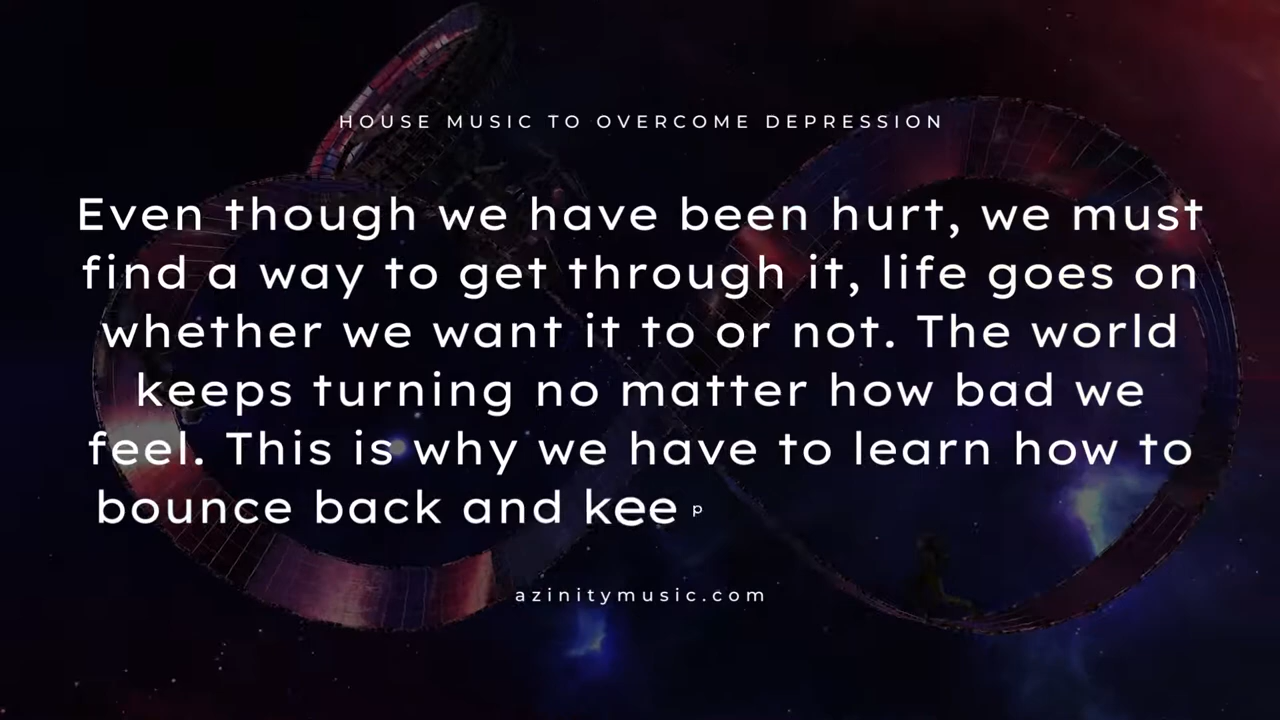 HOUSE MUSIC TO OVERCOME DEPRESSION
Even though we have been hurt, we must
find a way to get through it, life goes on
whether we want it to or not. The world
keeps turning no matter how bad we
feel. This is why we have to learn how to
bounce back and keep
azinitymusic.com